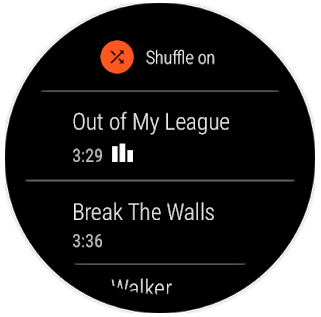 Shuffle on
Out of My League
3:29
Break The Walls
3:36
Walker